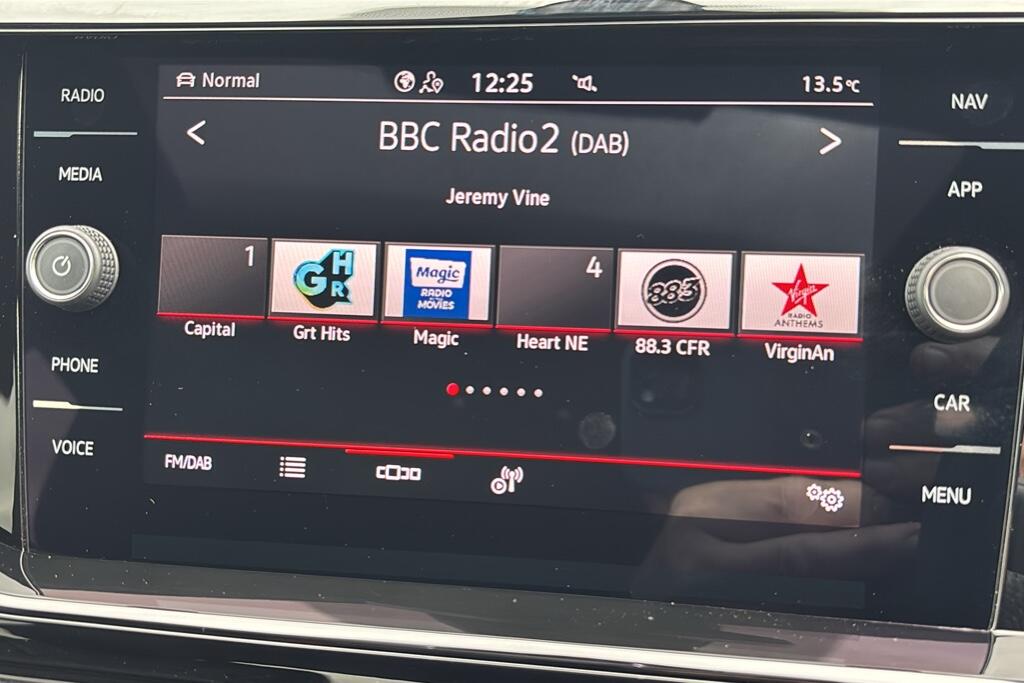 RADIO
MEDIA
PHONE
VOICE
Normal
12:25
13.5°C
<
BBC Radio2 (DAB)
>
Jeremy Vine
1
Capital
GHR
Grt Hits
Magic
RADIO
MOVIES
Magic
4
Heart NE
883
88.3 CFR
Virgin
RADIO
ANTHEMS
VirginAn
FM/DAB
NAV
APP
CAR
MENU